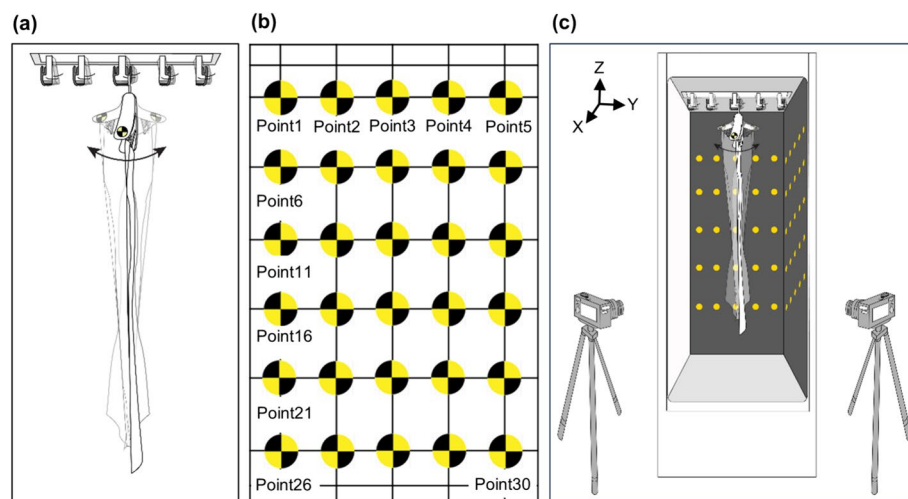 (a)
(b)
(c)
Point1 Point2 Point3 Point4 Point5
Point6
Point11
Point16
Point21
Point26 Point30
Z
Y
X